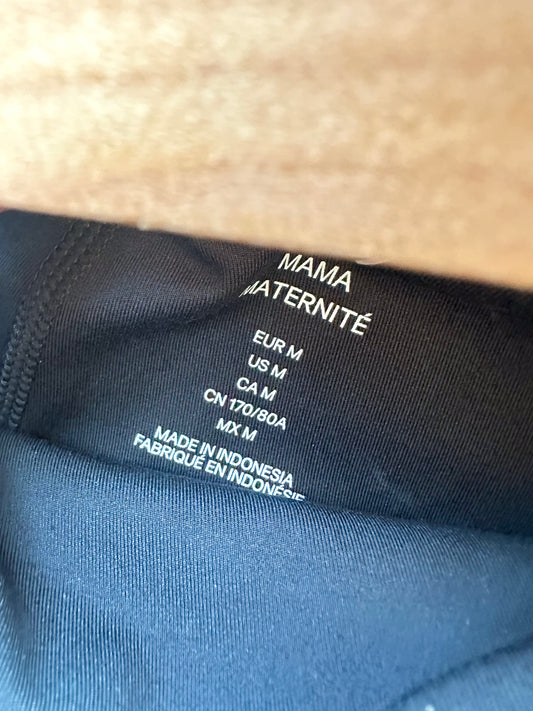 MAMA
MATERNITÉ
EUR M
US M
CA M
CN 170/80A
MX M
MADE IN INDONESIA
FABRIQUÉ EN INDONÉSIE